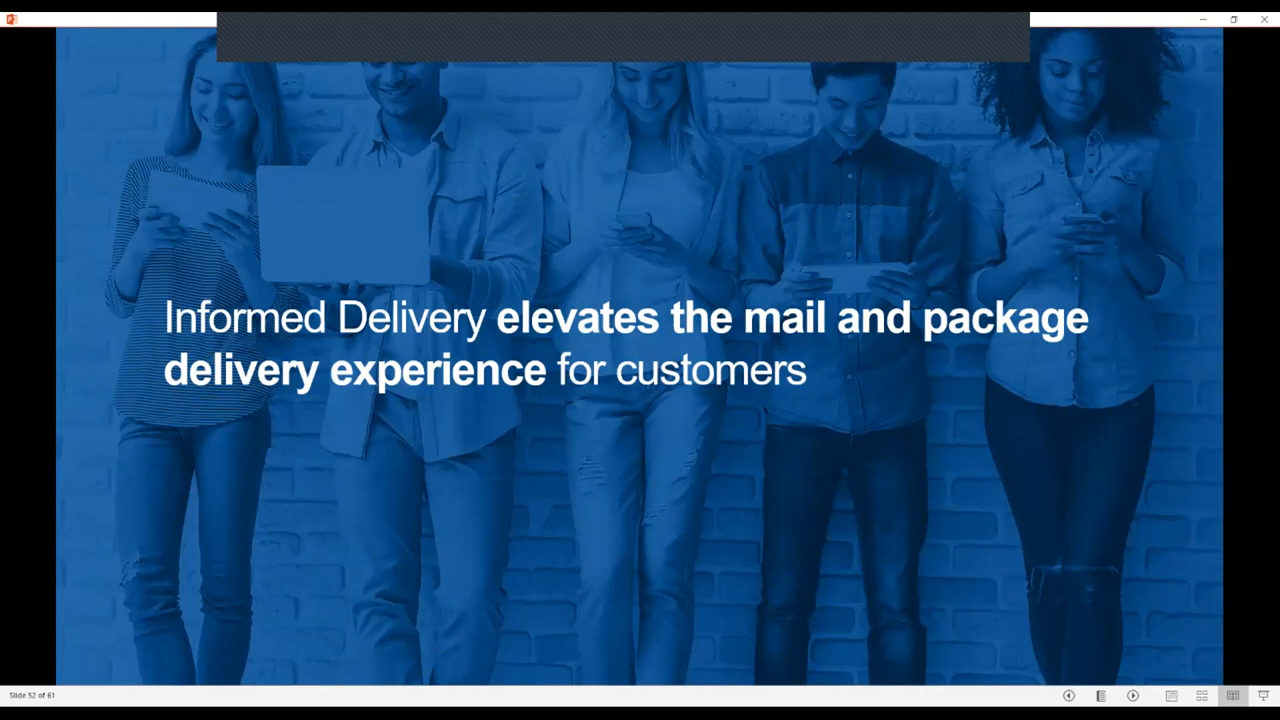 Informed Delivery elevates the mail and package
delivery experience for customers
Slide 52 of 61